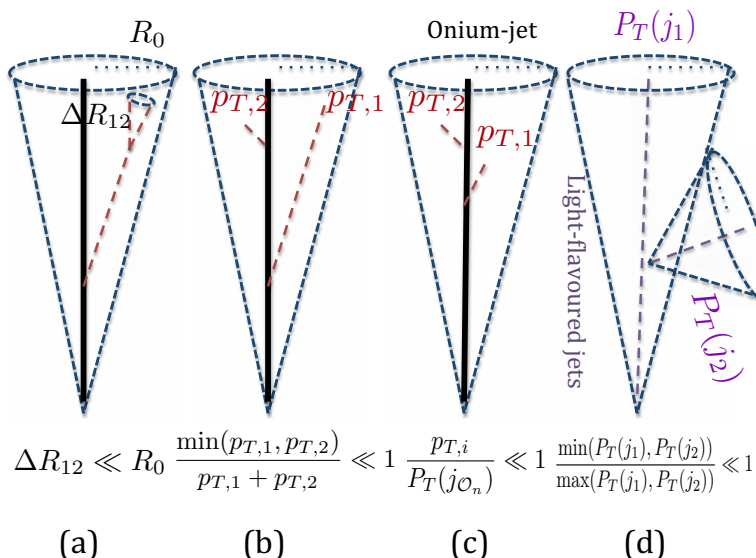 R_0
Onium-jet
P_T(j_1)
ΔR_{12}
p_{T,2}
p_{T,1}
p_{T,2}
p_{T,1}
Light-flavoured jets
P_T(j_2)
ΔR_{12} ≪ R_0
min(p_{T,1}, p_{T,2}) / p_{T,1} + p_{T,2} ≪ 1
p_{T,i} / P_T(j_{𝒪_n}) ≪ 1
min(P_T(j_1), P_T(j_2)) / max(P_T(j_1), P_T(j_2)) ≪ 1
(a) (b) (c) (d)